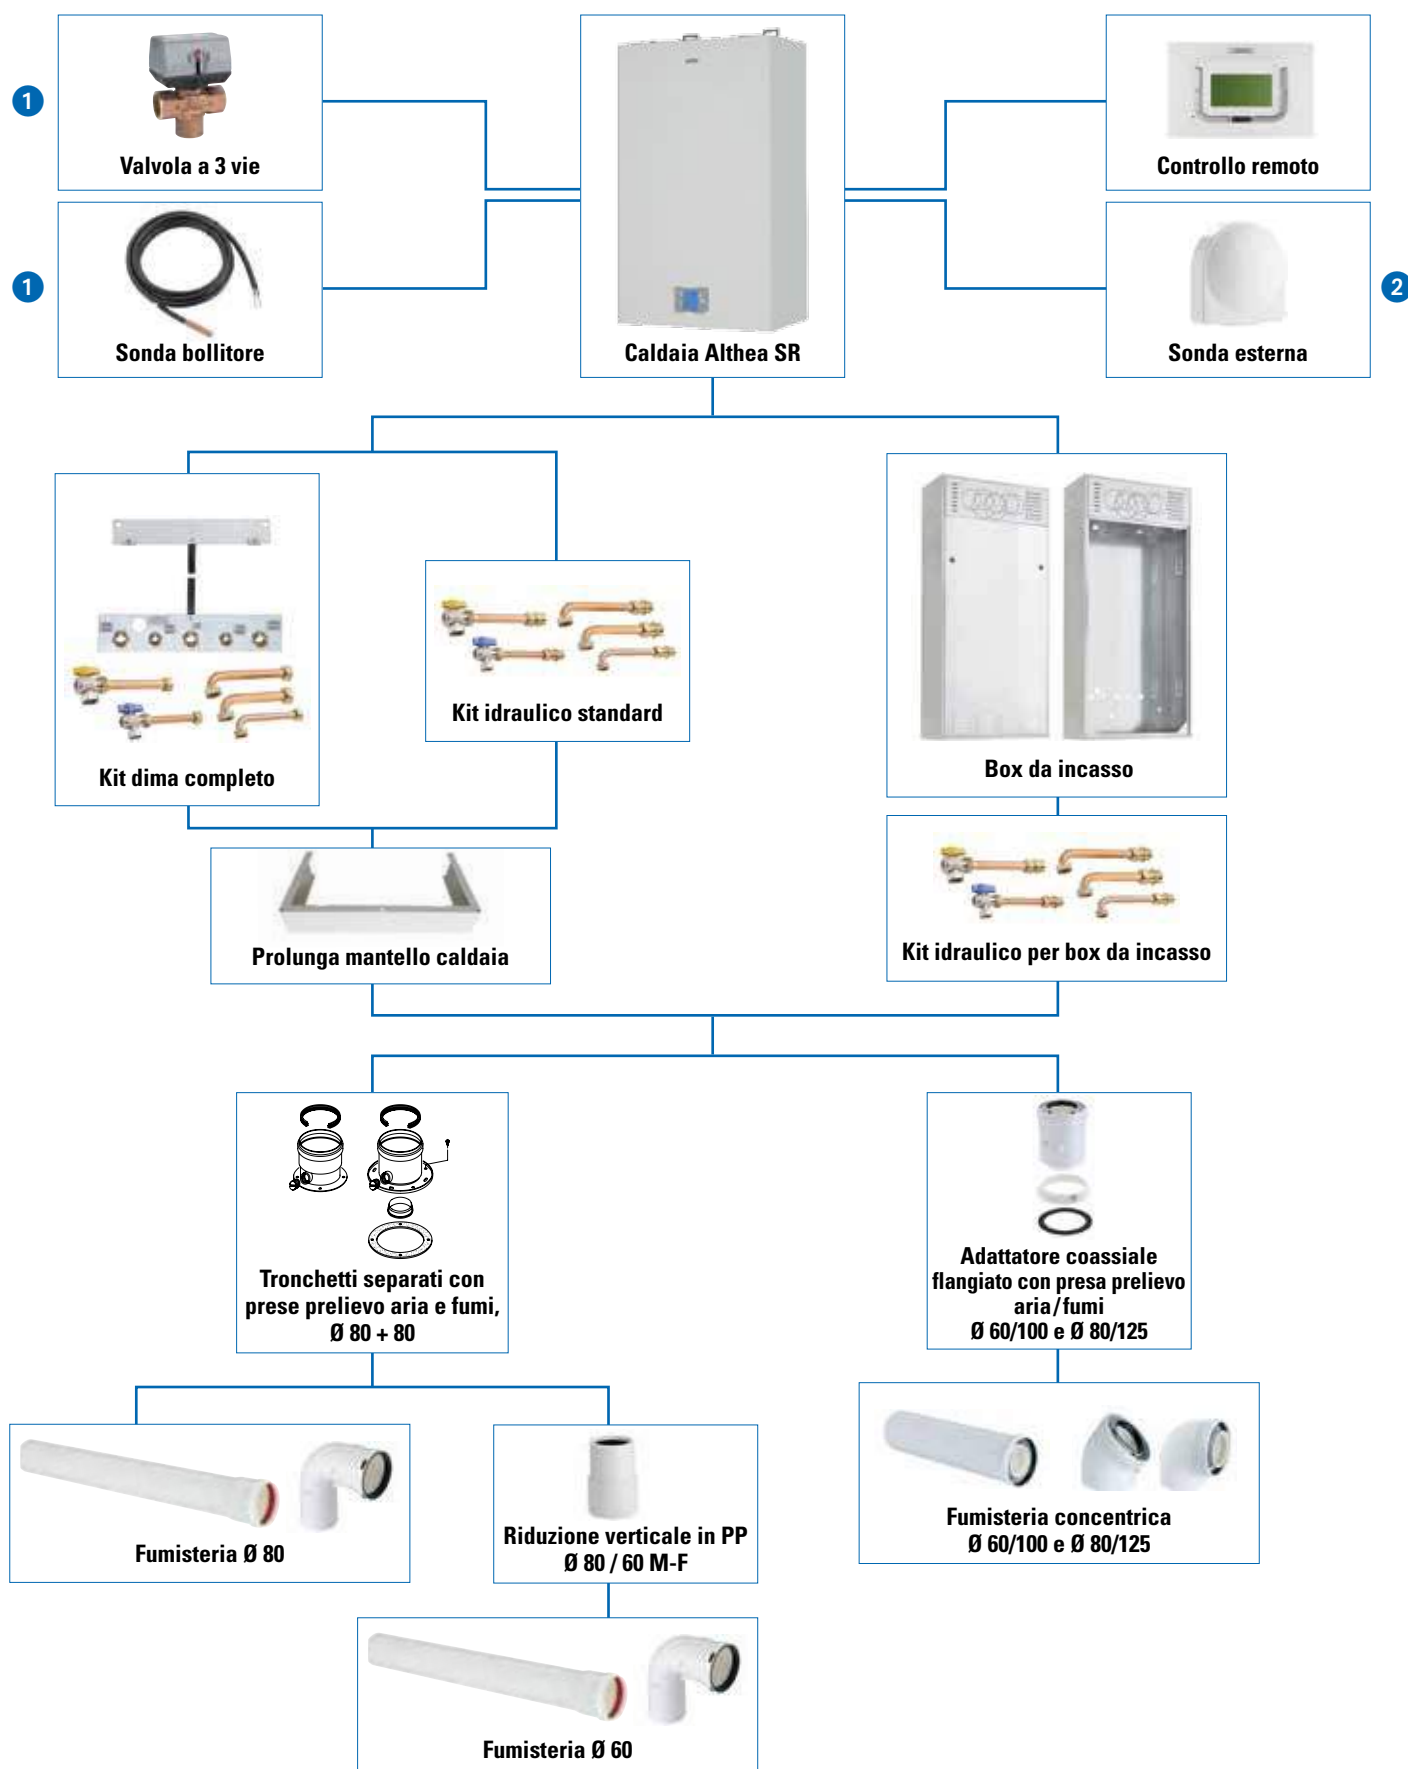 1
Valvola a 3 vie
Controllo remoto
1
Sonda bollitore
Caldaia Althea SR
Sonda esterna
2
Kit dima completo
Kit idraulico standard
Box da incasso
Prolunga mantello caldaia
Kit idraulico per box da incasso
Tronchetti separati con
prese prelievo aria e fumi,
Ø 80 + 80
Adattatore coassiale
flangiato con presa prelievo
aria/fumi
Ø 60/100 e Ø 80/125
Fumisteria Ø 80
Riduzione verticale in PP
Ø 80 / 60 M-F
Fumisteria concentrica
Ø 60/100 e Ø 80/125
Fumisteria Ø 60